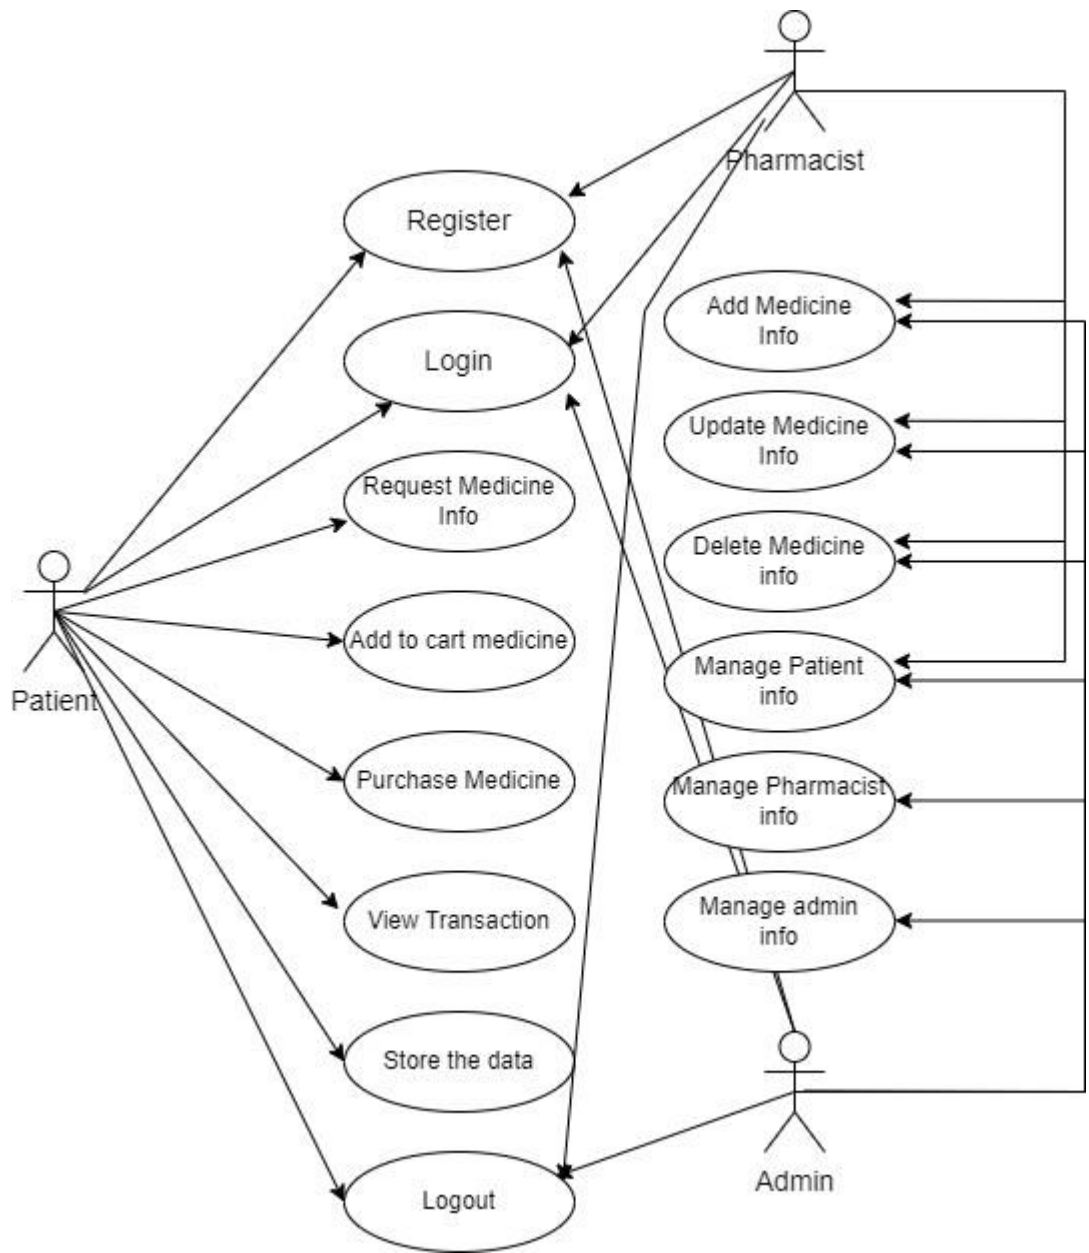 Pharmacist
Register
Add Medicine
Info
Login
Update Medicine
Info
Request Medicine
Info
Delete Medicine
info
Add to cart medicine
Manage Patient
info
Patient
Purchase Medicine
Manage Pharmacist
info
View Transaction
Manage admin
info
Store the data
Admin
Logout